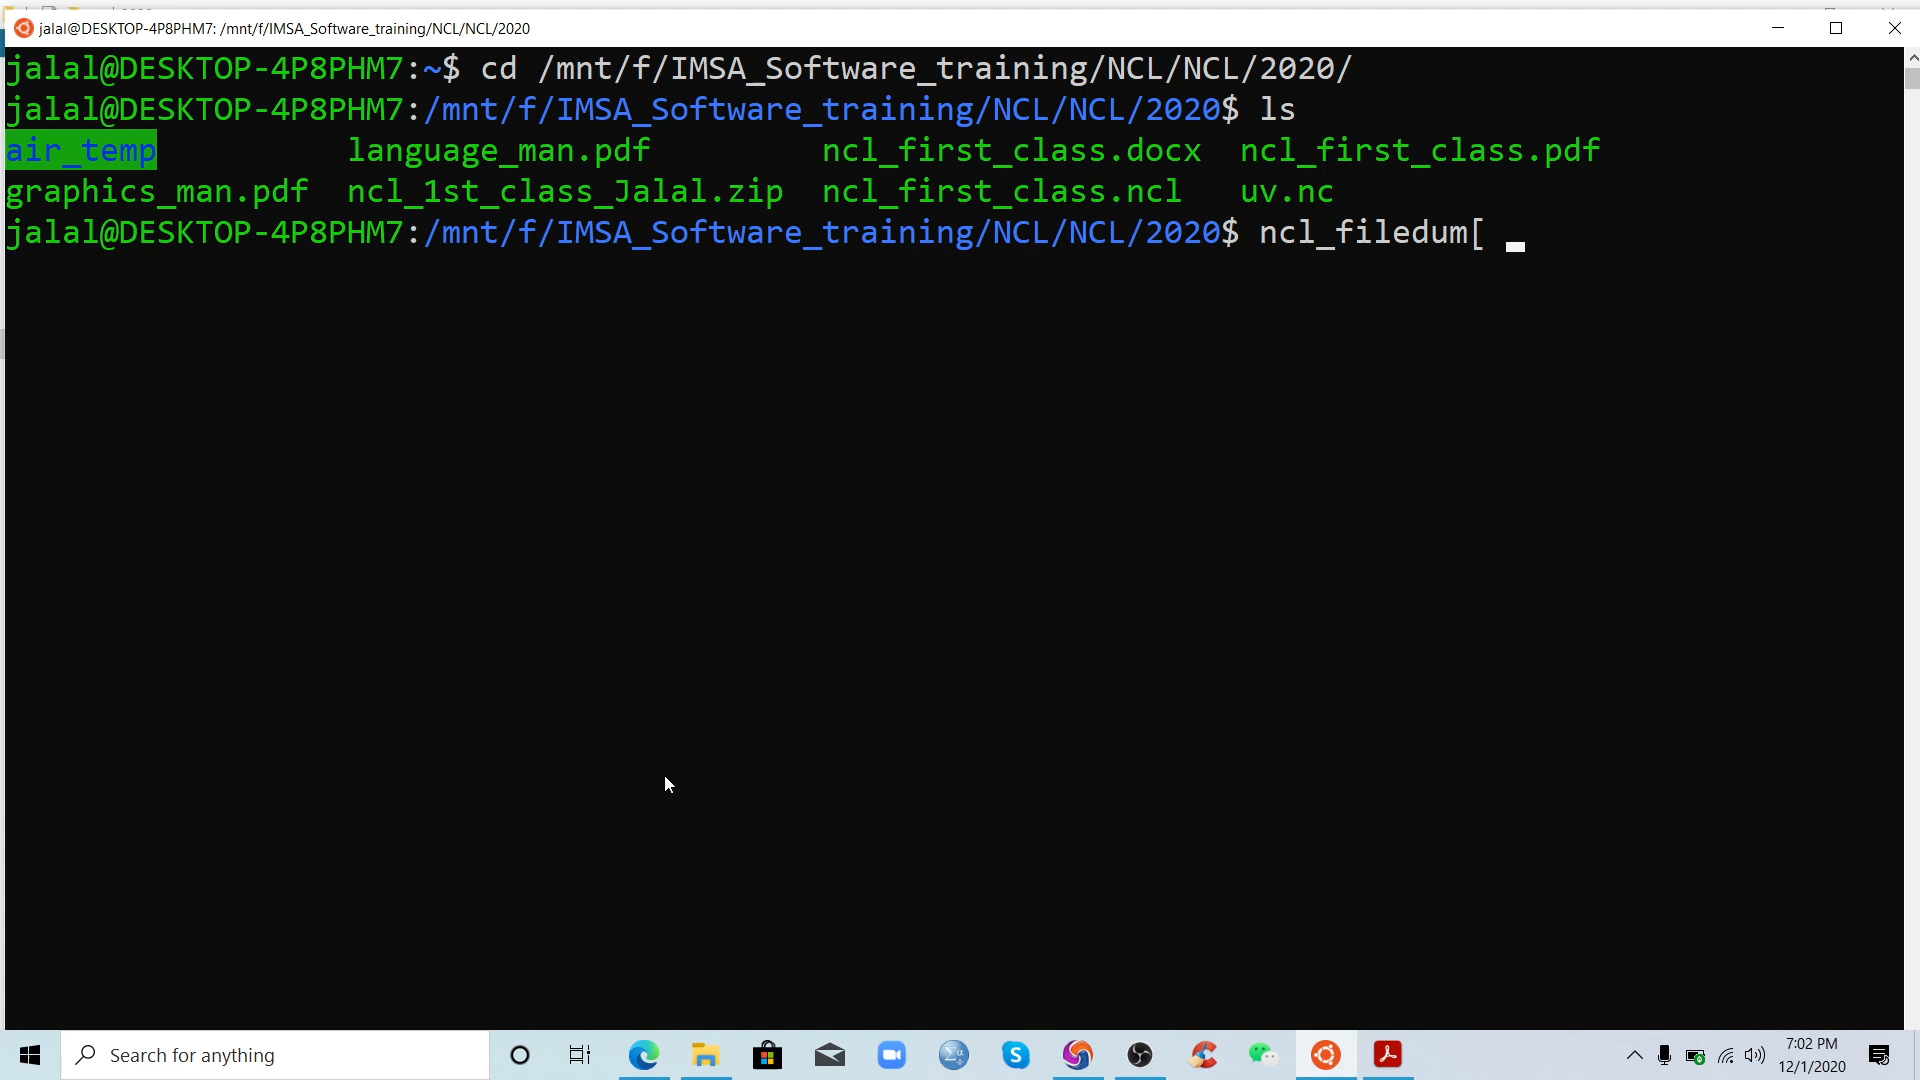 jalal@DESKTOP-4P8PHM7: /mnt/f/IMSA_Software_training/NCL/NCL/2020
jalal@DESKTOP-4P8PHM7:~$ cd /mnt/f/IMSA_Software_training/NCL/NCL/2020/
jalal@DESKTOP-4P8PHM7:/mnt/f/IMSA_Software_training/NCL/NCL/2020$ ls
air_temp language_man.pdf ncl_first_class.docx ncl_first_class.pdf
graphics_man.pdf ncl_1st_class_Jalal.zip ncl_first_class.ncl uv.nc
jalal@DESKTOP-4P8PHM7:/mnt/f/IMSA_Software_training/NCL/NCL/2020$ ncl_filedum[
Search for anything
7:02 PM
12/1/2020